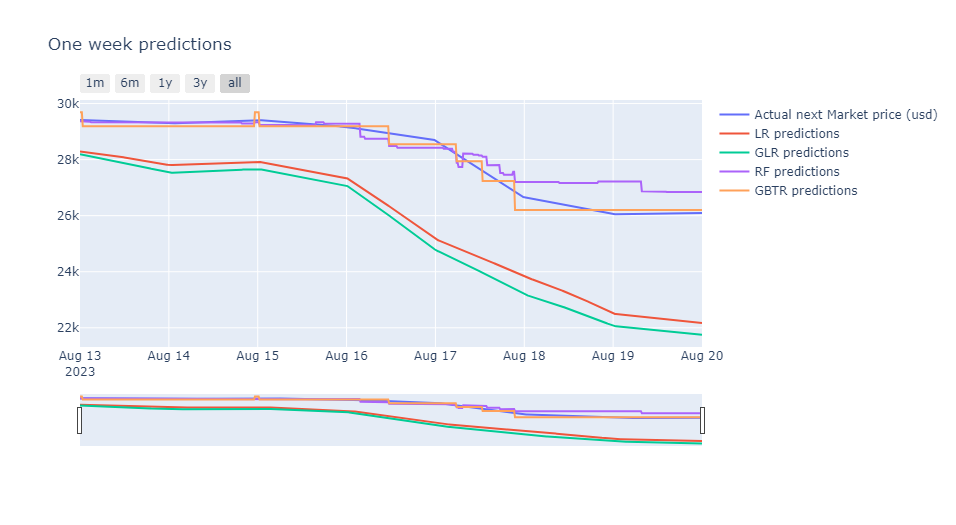 One week predictions
1m 6m 1y 3y all
30k
28k
26k
24k
22k
Aug 13 Aug 14 Aug 15 Aug 16 Aug 17 Aug 18 Aug 19 Aug 20
2023
Actual next Market price (usd)
LR predictions
GLR predictions
RF predictions
GBTR predictions